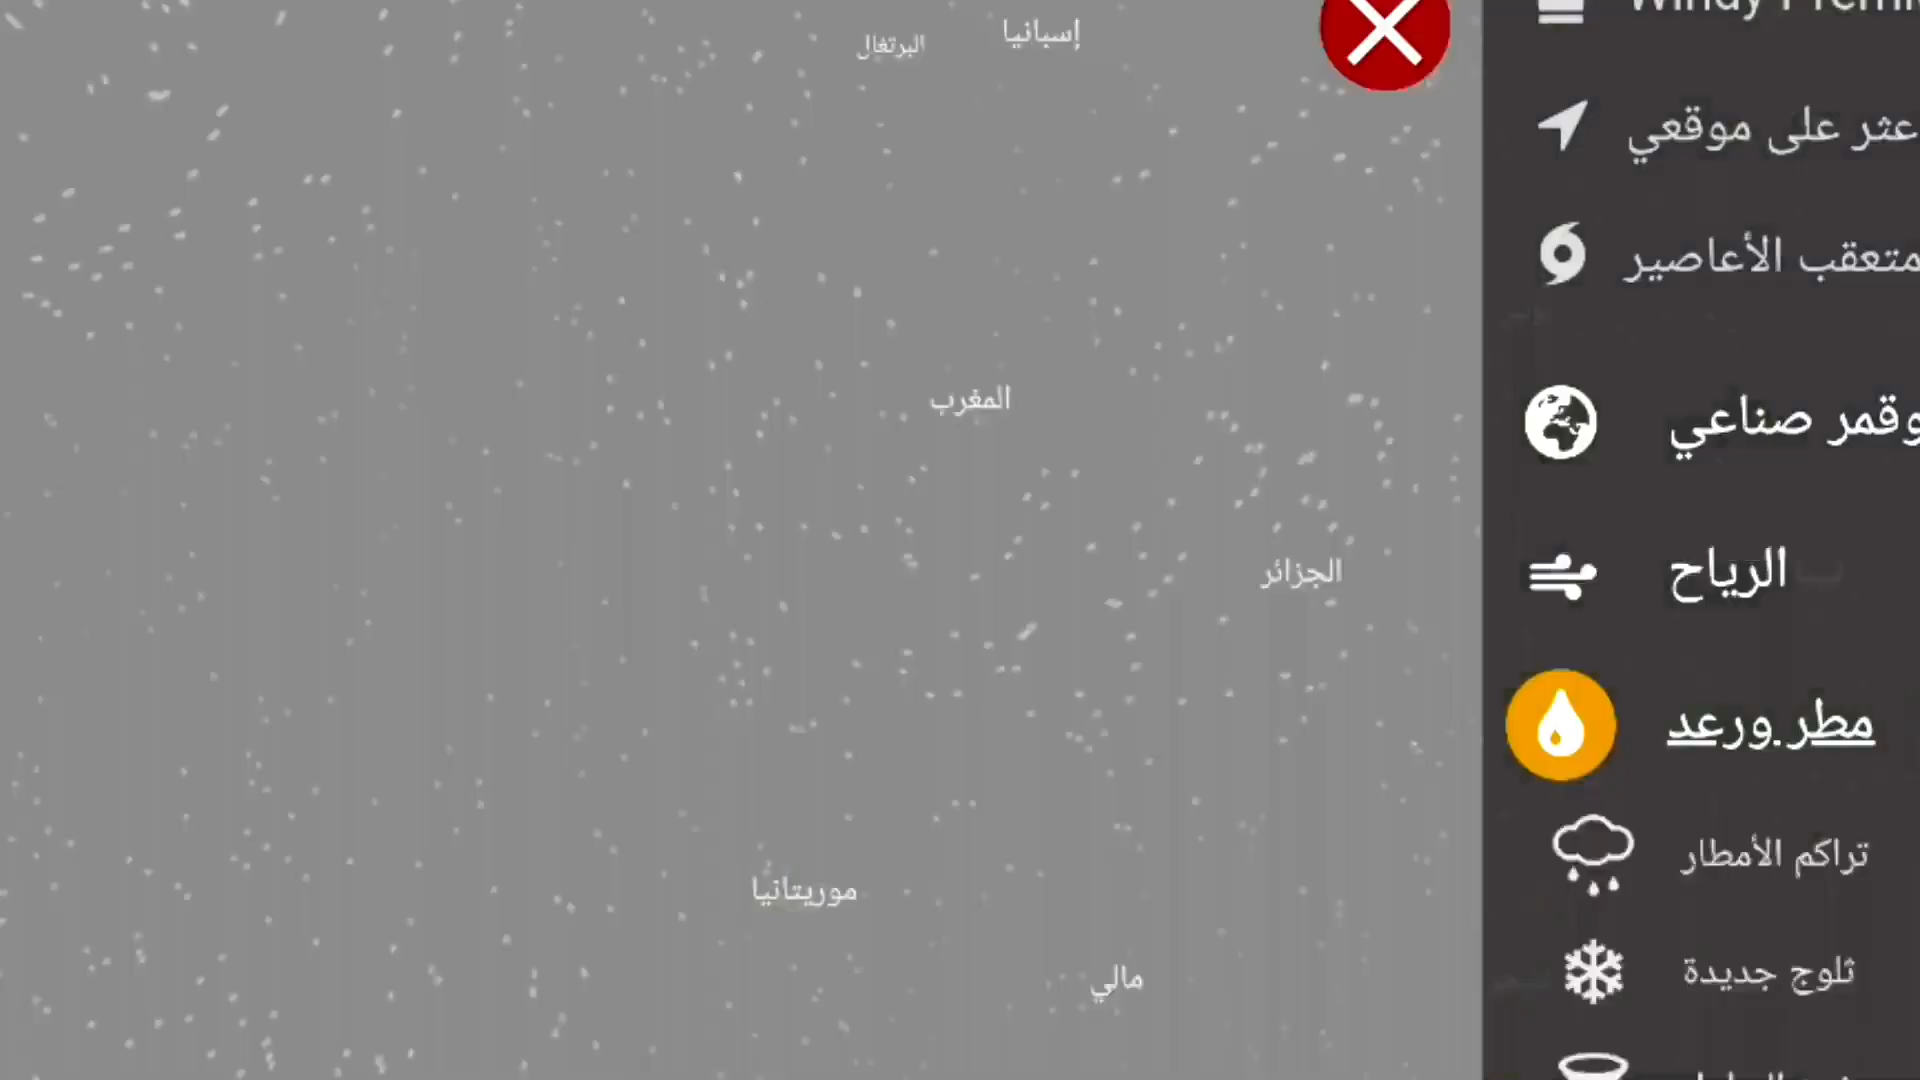 Windy
إسبانيا
البرتغال
عثر على موقعي
متعقب الأعاصير
المغرب
وقمر صناعي
الجزائر
الرياح
مطر ورعد
تراكم الأمطار
موريتانيا
مالي
ثلوج جديدة